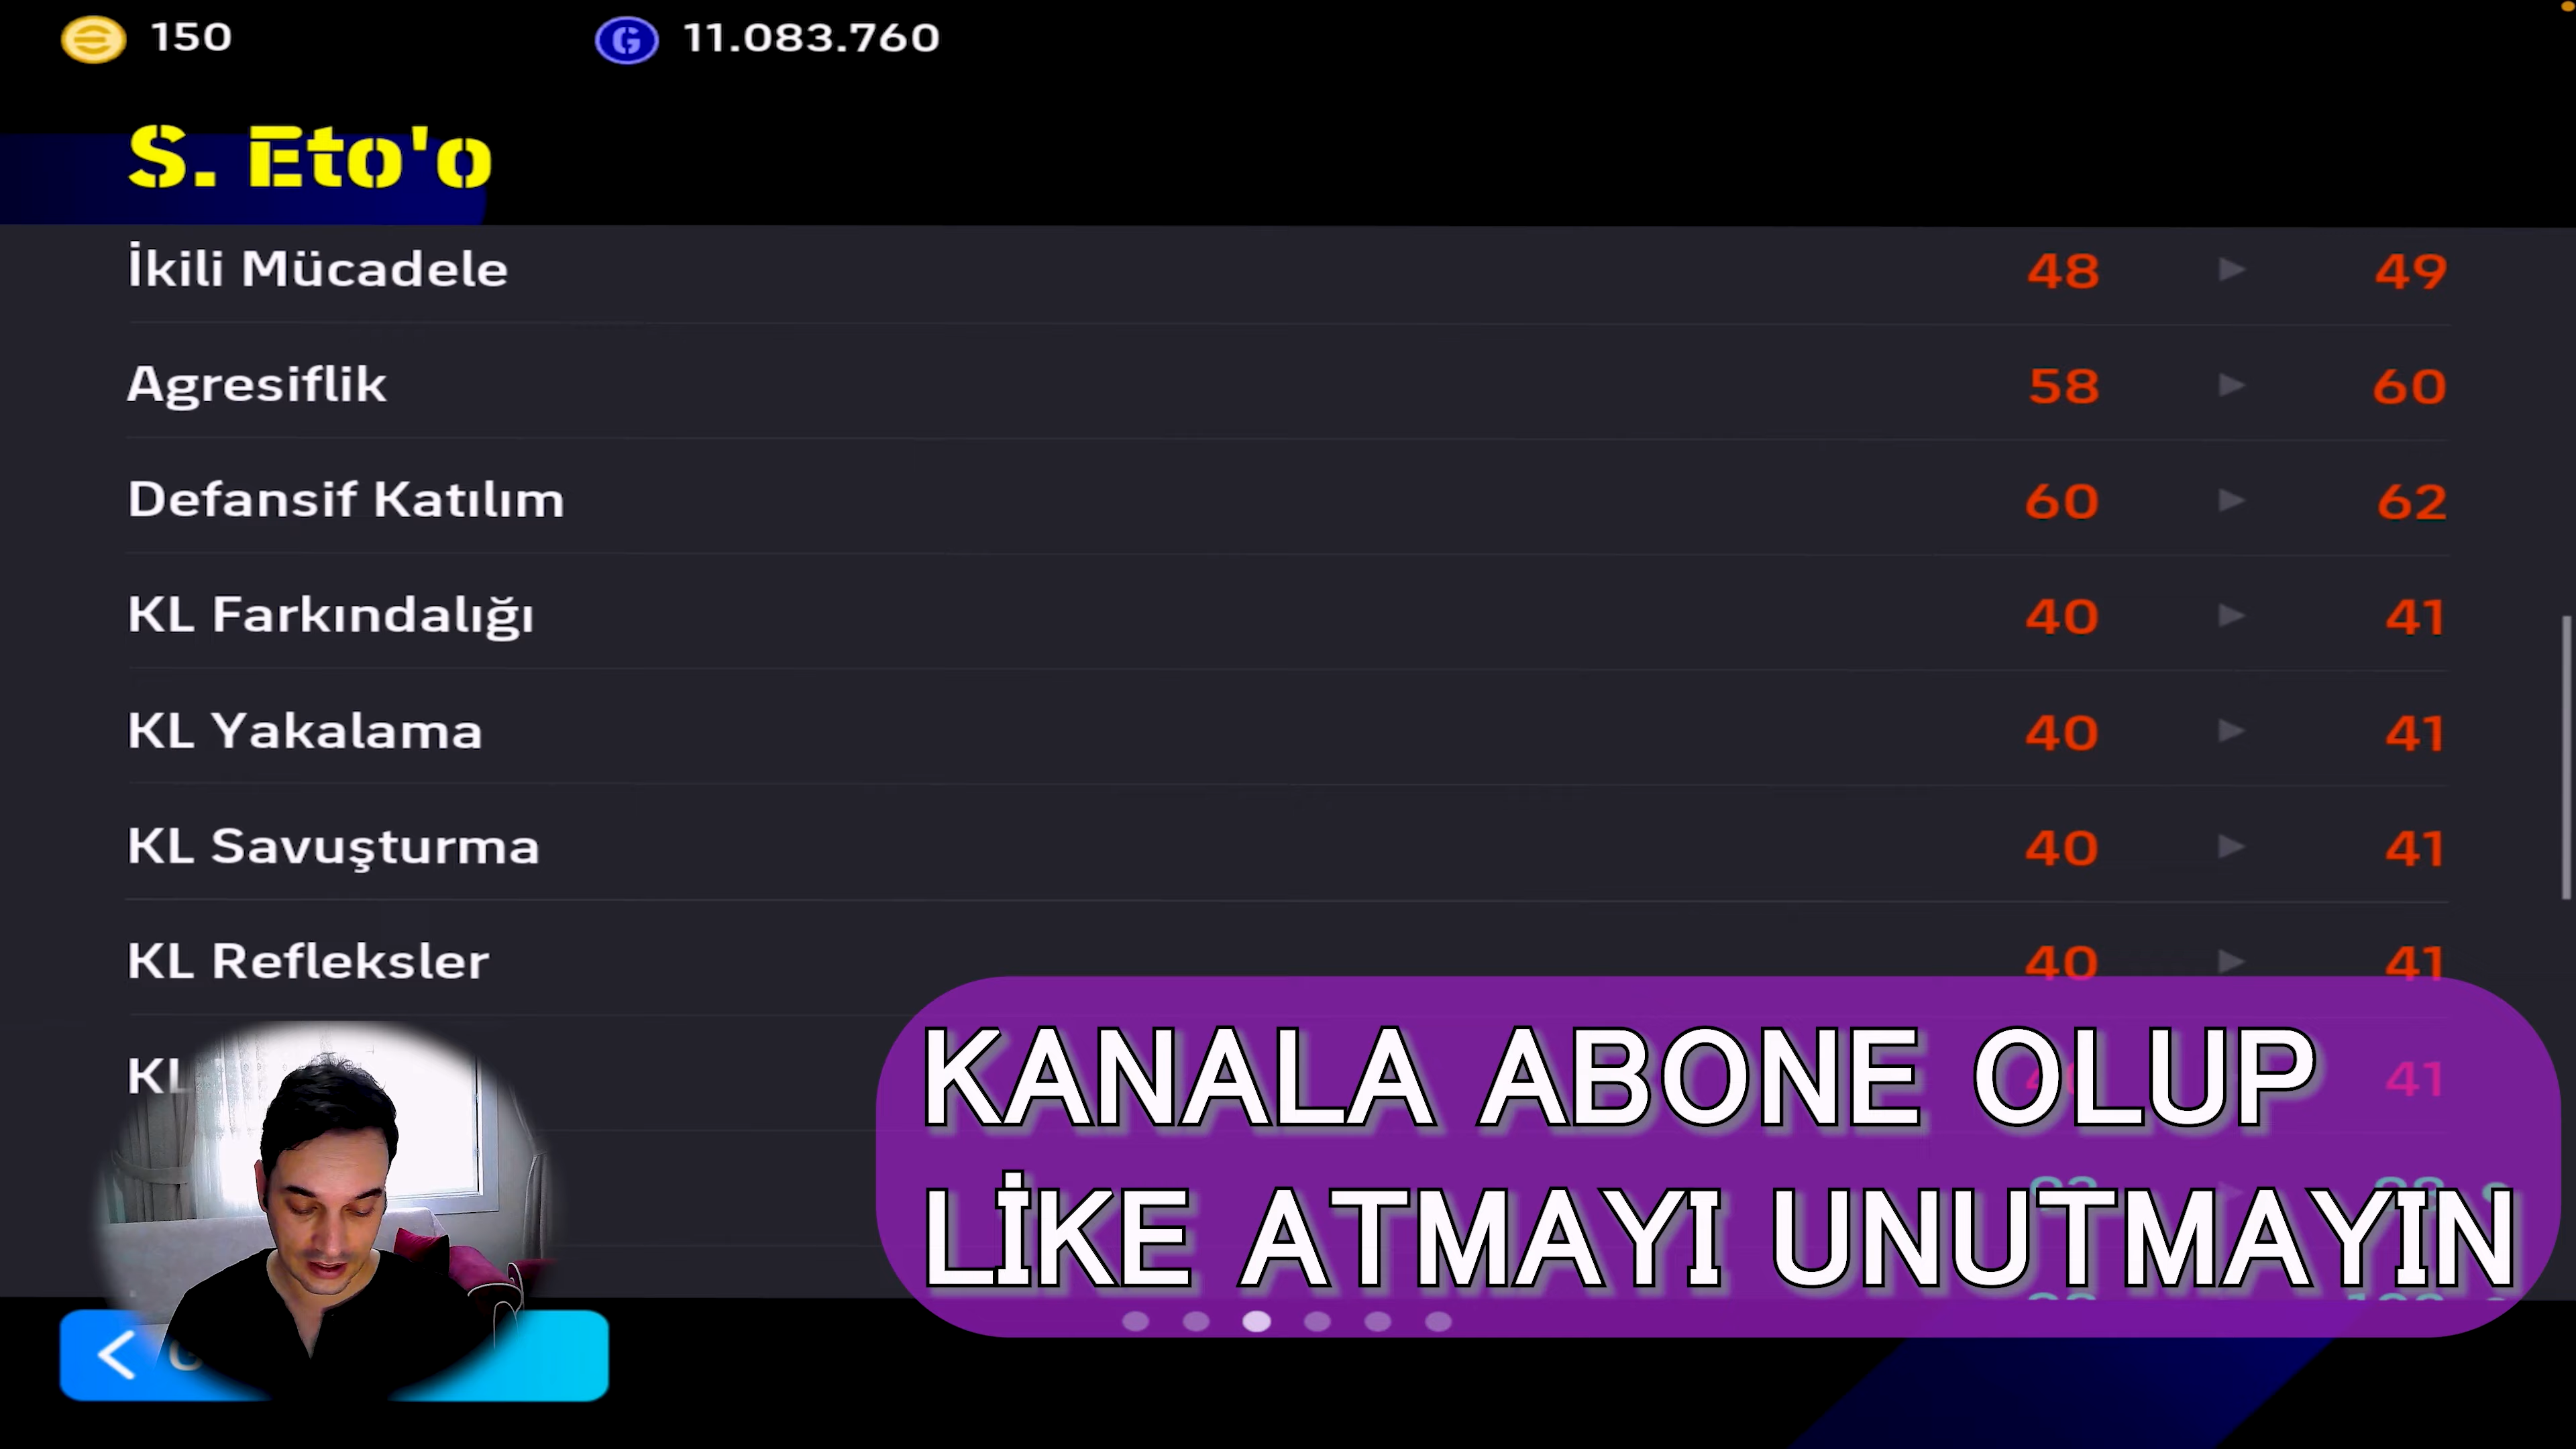 150 11.083.760
S. Eto'o
İkili Mücadele 48 ▶ 49
Agresiflik 58 ▶ 60
Defansif Katılım 60 ▶ 62
KL Farkındalığı 40 ▶ 41
KL Yakalama 40 ▶ 41
KL Savuşturma 40 ▶ 41
KL Refleksler 40 ▶ 41
KL 41
KANALA ABONE OLUP
LİKE ATMAYI UNUTMAYIN